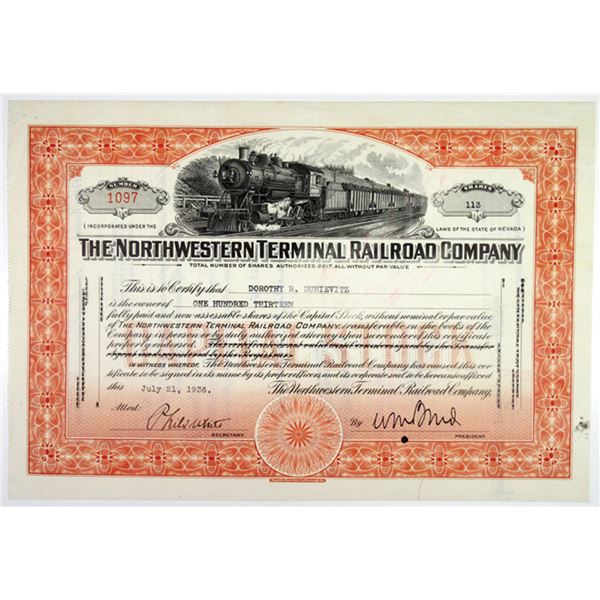 NUMBER
1097
SHARES
113
(INCORPORATED UNDER THE
LAWS OF THE STATE OF NEVADA)
THE NORTHWESTERN TERMINAL RAILROAD COMPANY
TOTAL NUMBER OF SHARES AUTHORIZED 2217, ALL WITHOUT PAR VALUE
This is to Certify that DOROTHY R. DUNIEVITZ
is the owner of ONE HUNDRED THIRTEEN
fully paid and non-assessable shares of the Capital Stock, without nominal or par value
of THE NORTHWESTERN TERMINAL RAILROAD COMPANY, transferable on the books of the
Company in person or by duly authorized attorney upon surrender of this certificate
properly endorsed.
IN WITNESS WHEREOF, The Northwestern Terminal Railroad Company has caused this cer-
tificate to be signed in its name by its proper officers and its corporate seal to be hereunto affixed
this July 21, 1936. The Northwestern Terminal Railroad Company,
Attest:
By
SECRETARY.
PRESIDENT.